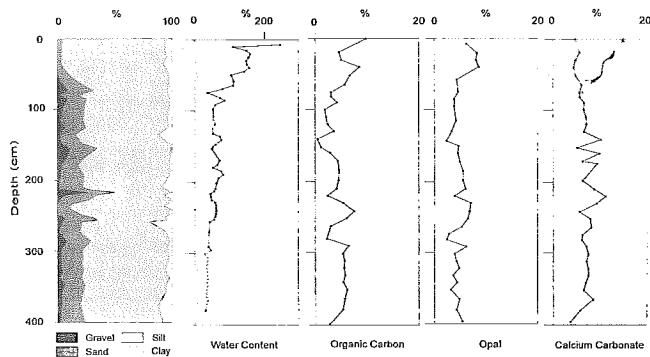 % % % % %
0 100 200 0 20 0 20 0 20
0
100
200
300
400
Depth (cm)
Gravel Silt
Sand Clay
Water Content
Organic Carbon
Opal
Calcium Carbonate